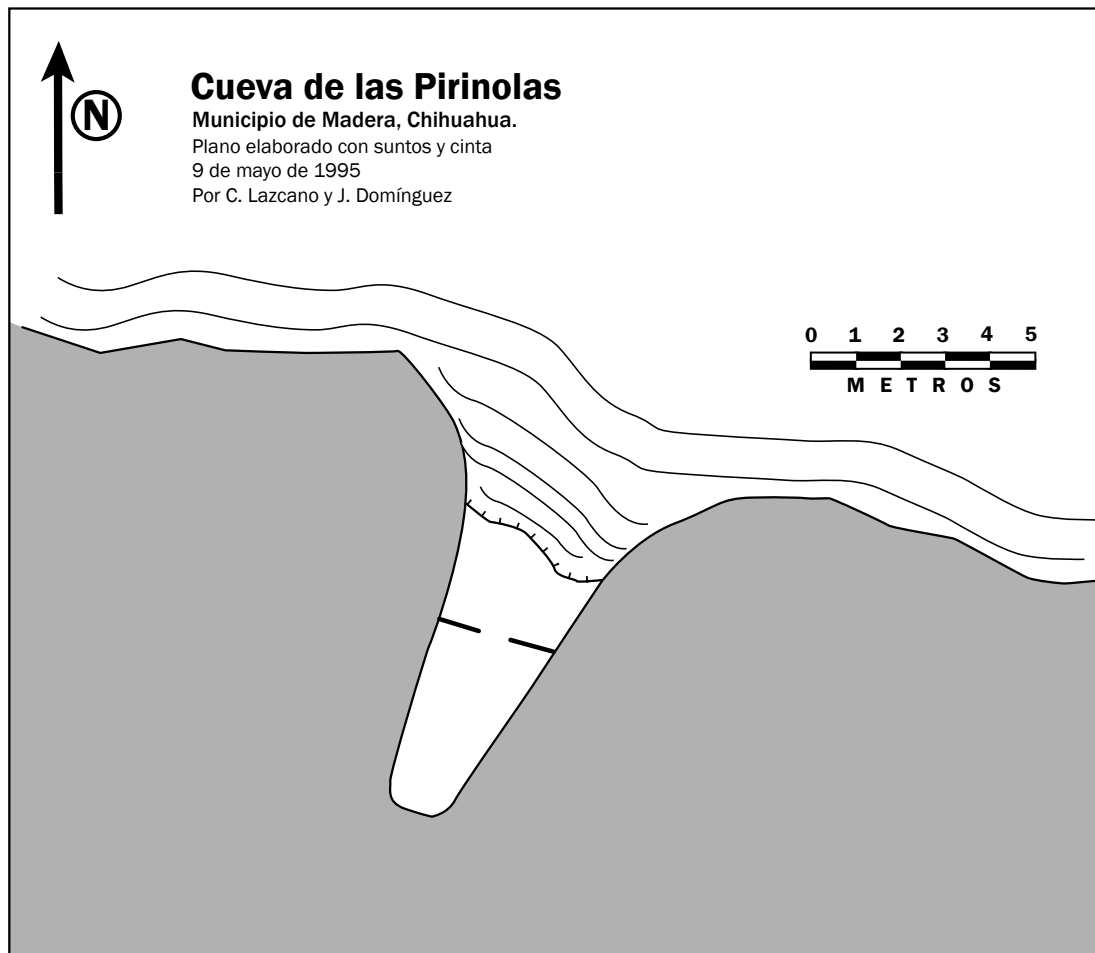 N
Cueva de las Pirinolas
Municipio de Madera, Chihuahua.
Plano elaborado con suntos y cinta
9 de mayo de 1995
Por C. Lazcano y J. Domínguez
0 1 2 3 4 5
METROS